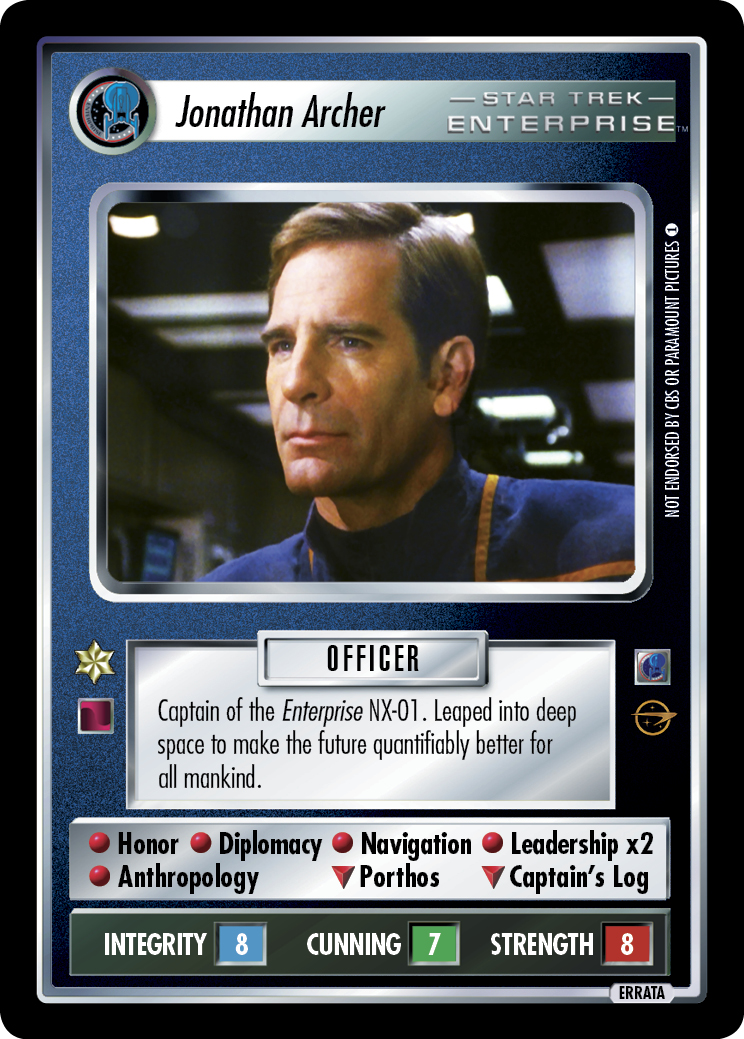 Jonathan Archer
STAR TREK
ENTERPRISE™
NOT ENDORSED BY CBS OR PARAMOUNT PICTURES 1
OFFICER
Captain of the Enterprise NX-01. Leaped into deep
space to make the future quantifiably better for
all mankind.
Honor Diplomacy Navigation Leadership x2
Anthropology Porthos Captain's Log
INTEGRITY 8 CUNNING 7 STRENGTH 8
ERRATA